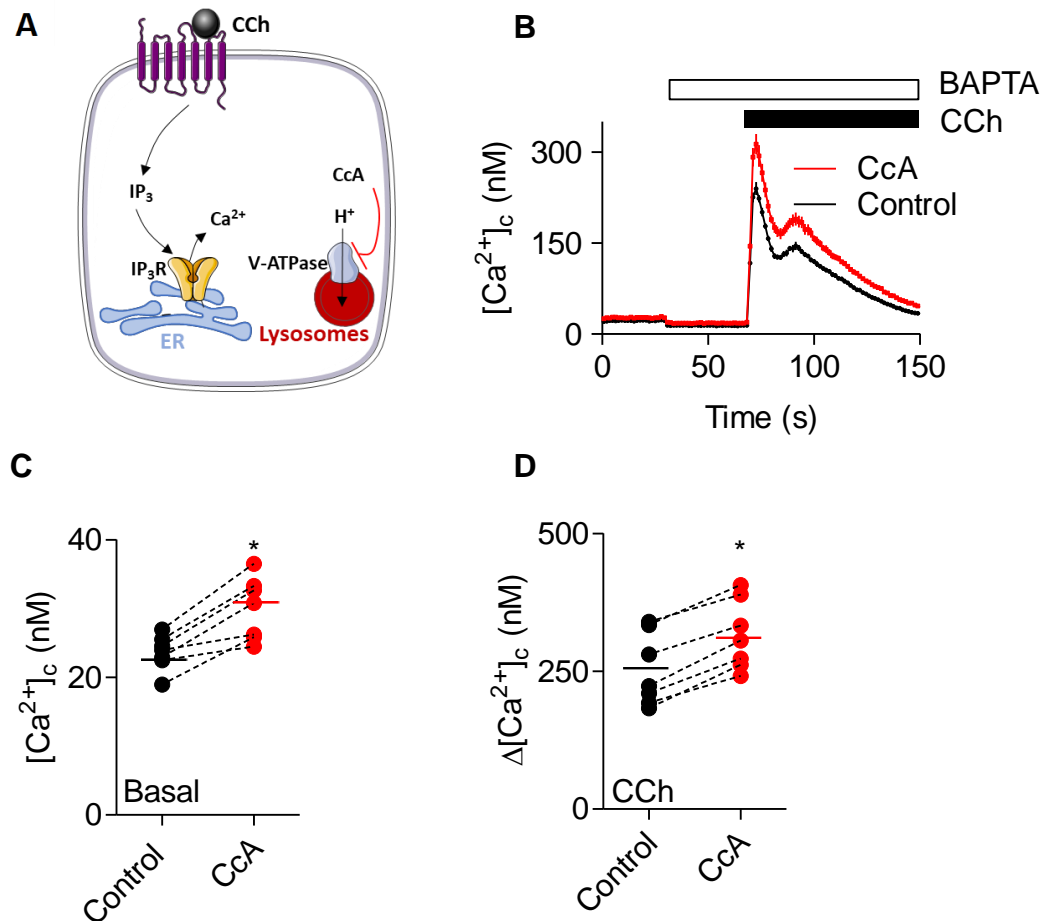 A
CCh
IP3
Ca2+
IP3R
ER
CcA
H+
V-ATPase
Lysosomes
B
BAPTA
CCh
CcA
Control
[Ca2+]c (nM)
300
150
0
0 50 100 150
Time (s)
C
[Ca2+]c (nM)
40
20
0
*
Basal
Control
CcA
D
Δ[Ca2+]c (nM)
500
250
0
*
CCh
Control
CcA